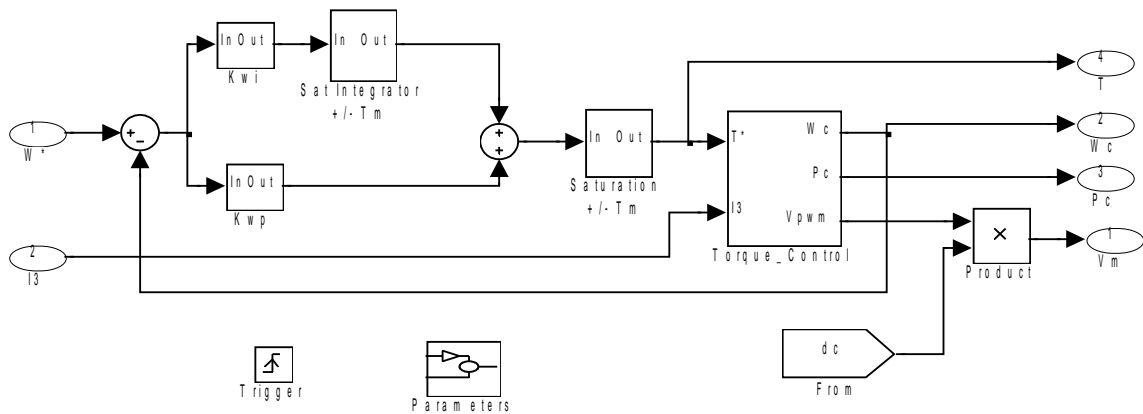 In Out
Kwi
In Out
Sat Integrator
+/- Tm
1
W*
+
−
+
+
In Out
Kwp
In Out
Saturation
+/- Tm
T*
I3
Wc
Pc
Vpwm
Torque_Control
4
T
2
Wc
3
Pc
×
Product
1
Vm
2
I3
Trigger
Parameters
dc
From